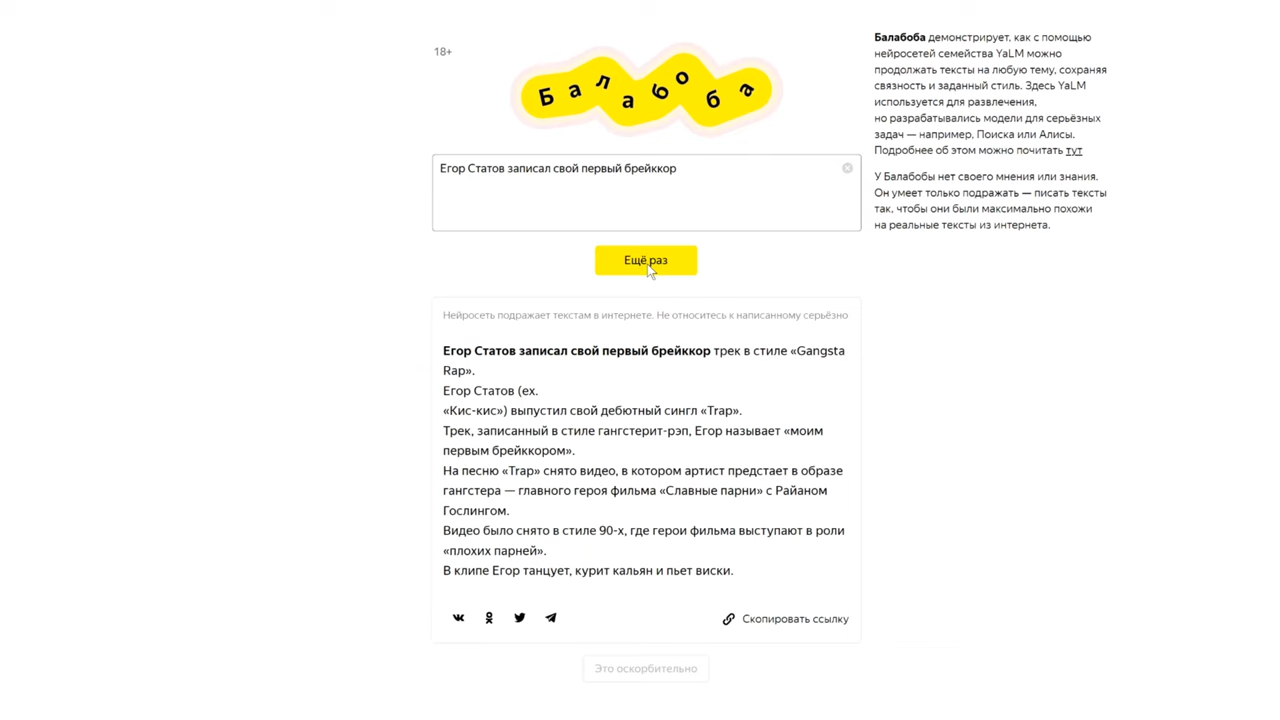 18+
Балабоба
Балабоба демонстрирует, как с помощью
нейросетей семейства YaLM можно
продолжать тексты на любую тему, сохраняя
связность и заданный стиль. Здесь YaLM
используется для развлечения,
но разрабатывались модели для серьёзных
задач — например, Поиска или Алисы.
Подробнее об этом можно почитать тут
У Балабобы нет своего мнения или знания.
Он умеет только подражать — писать тексты
так, чтобы они были максимально похожи
на реальные тексты из интернета.
Егор Статов записал свой первый брейккор
Ещё раз
Нейросеть подражает текстам в интернете. Не относитесь к написанному серьёзно
Егор Статов записал свой первый брейккор трек в стиле «Gangsta
Rap».
Егор Статов (ex.
«Кис-кис») выпустил свой дебютный сингл «Trap».
Трек, записанный в стиле гангстерит-рэп, Егор называет «моим
первым брейккором».
На песню «Trap» снято видео, в котором артист предстает в образе
гангстера — главного героя фильма «Славные парни» с Райаном
Гослингом.
Видео было снято в стиле 90-х, где герои фильма выступают в роли
«плохих парней».
В клипе Егор танцует, курит кальян и пьет виски.
Скопировать ссылку
Это оскорбительно